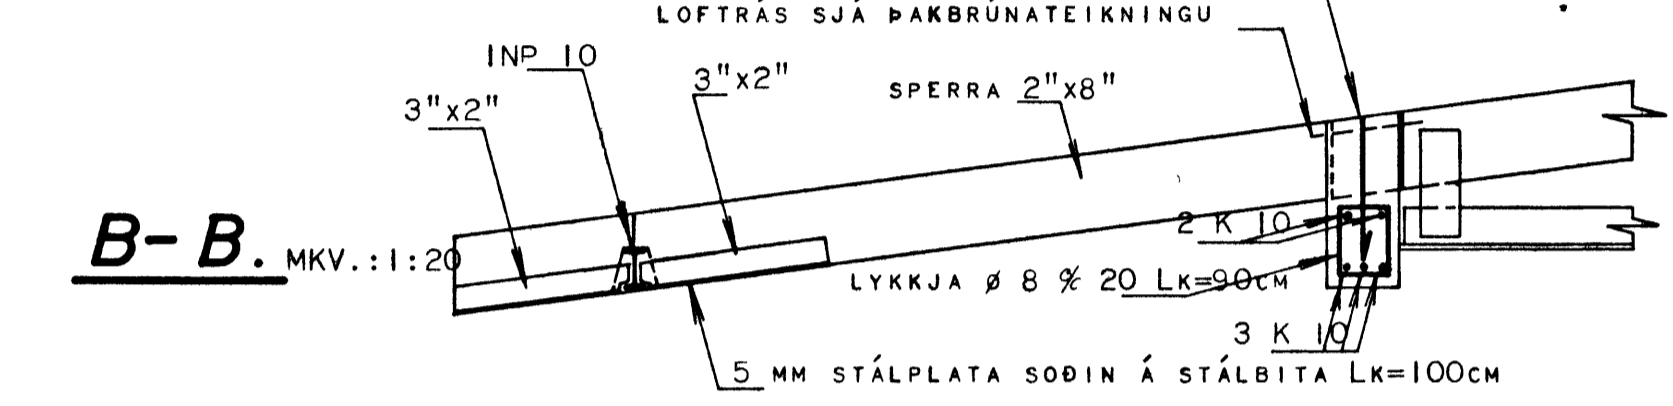 LOFTRÁS SJÁ ÞAKBRÚNATEIKNINGU
INP 10
3"x2"
SPERRA 2"x8"
3"x2"
2 K 10
B-B. MKV.:1:20
LYKKJA Ø 8 % 20 LK=90CM
3 K 10
5 MM STÁLPLATA SOÐIN Á STÁLBITA LK=100CM